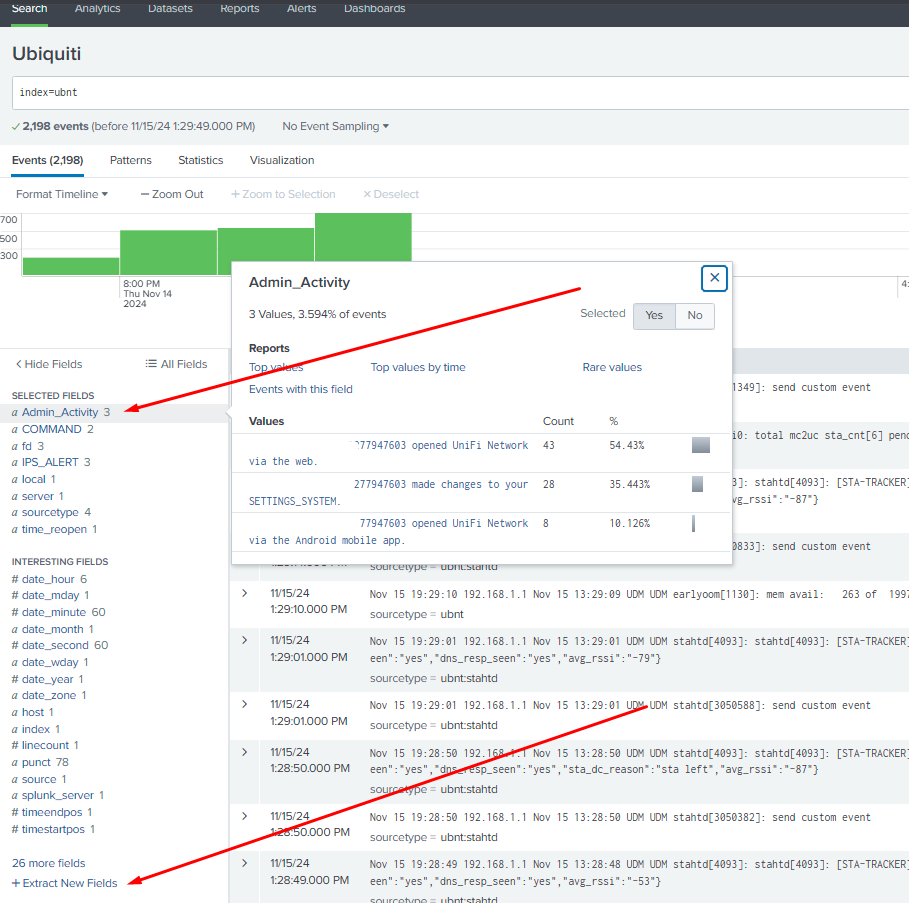 Search Analytics Datasets Reports Alerts Dashboards
Ubiquiti
index=ubnt
✓ 2,198 events (before 11/15/24 1:29:49.000 PM) No Event Sampling ▾
Events (2,198) Patterns Statistics Visualization
Format Timeline ▾ — Zoom Out + Zoom to Selection × Deselect
700
500
300
8:00 PM
Thu Nov 14
2024
4:
< Hide Fields All Fields
SELECTED FIELDS
a Admin_Activity 3
a COMMAND 2
a fd 3
a IPS_ALERT 3
a local 1
a server 1
a sourcetype 4
a time_reopen 1
INTERESTING FIELDS
# date_hour 6
# date_mday 1
# date_minute 60
a date_month 1
# date_second 60
a date_wday 1
# date_year 1
a date_zone 1
a host 1
a index 1
# linecount 1
a punct 78
a source 1
a splunk_server 1
# timeendpos 1
# timestartpos 1
26 more fields
+ Extract New Fields
Admin_Activity ×
3 Values, 3.594% of events Selected Yes No
Reports
Top values Top values by time Rare values
Events with this field
Values Count %
277947603 opened UniFi Network 43 54.43%
via the web.
277947603 made changes to your 28 35.443%
SETTINGS_SYSTEM.
77947603 opened UniFi Network 8 10.126%
via the Android mobile app.
1349]: send custom event
i0: total mc2uc sta_cnt[6] pend
3]: stahtd[4093]: [STA-TRACKER]
vg_rssi":"-87"}
0833]: send custom event
sourcetype = ubnt:stahtd
11/15/24 Nov 15 19:29:10 192.168.1.1 Nov 15 13:29:09 UDM UDM earlyoom[1130]: mem avail: 263 of 1997
1:29:10.000 PM
sourcetype = ubnt
11/15/24 Nov 15 19:29:01 192.168.1.1 Nov 15 13:29:01 UDM UDM stahtd[4093]: stahtd[4093]: [STA-TRACKER]
1:29:01.000 PM een":"yes","dns_resp_seen":"yes","avg_rssi":"-79"}
sourcetype = ubnt:stahtd
11/15/24 Nov 15 19:29:01 192.168.1.1 Nov 15 13:29:01 UDM UDM stahtd[3050588]: send custom event
1:29:01.000 PM
sourcetype = ubnt:stahtd
11/15/24 Nov 15 19:28:50 192.168.1.1 Nov 15 13:28:50 UDM UDM stahtd[4093]: stahtd[4093]: [STA-TRACKER]
1:28:50.000 PM een":"yes","dns_resp_seen":"yes","sta_dc_reason":"sta left","avg_rssi":"-87"}
sourcetype = ubnt:stahtd
11/15/24 Nov 15 19:28:50 192.168.1.1 Nov 15 13:28:50 UDM UDM stahtd[3050382]: send custom event
1:28:50.000 PM
sourcetype = ubnt:stahtd
11/15/24 Nov 15 19:28:49 192.168.1.1 Nov 15 13:28:48 UDM UDM stahtd[4093]: stahtd[4093]: [STA-TRACKER]
1:28:49.000 PM een":"yes","dns_resp_seen":"yes","avg_rssi":"-53"}
sourcetype = ubnt:stahtd